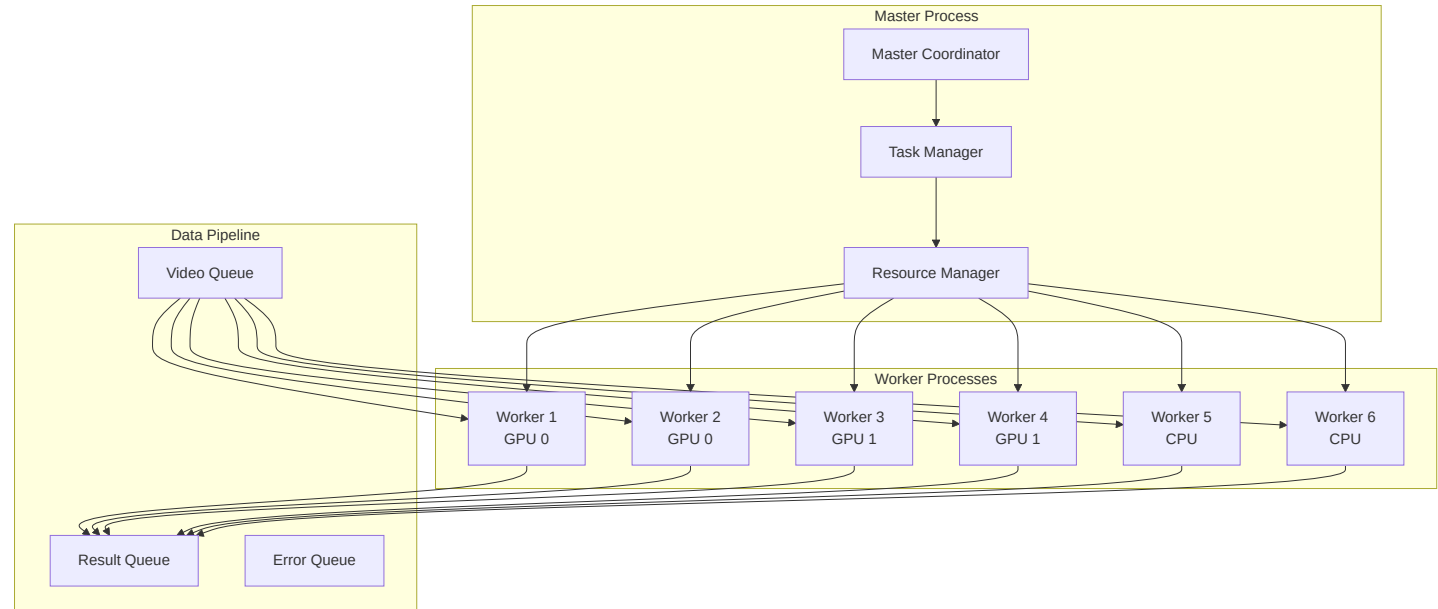 Master Process
Master Coordinator
Task Manager
Resource Manager
Data Pipeline
Video Queue
Worker Processes
Worker 1
GPU 0
Worker 2
GPU 0
Worker 3
GPU 1
Worker 4
GPU 1
Worker 5
CPU
Worker 6
CPU
Result Queue
Error Queue